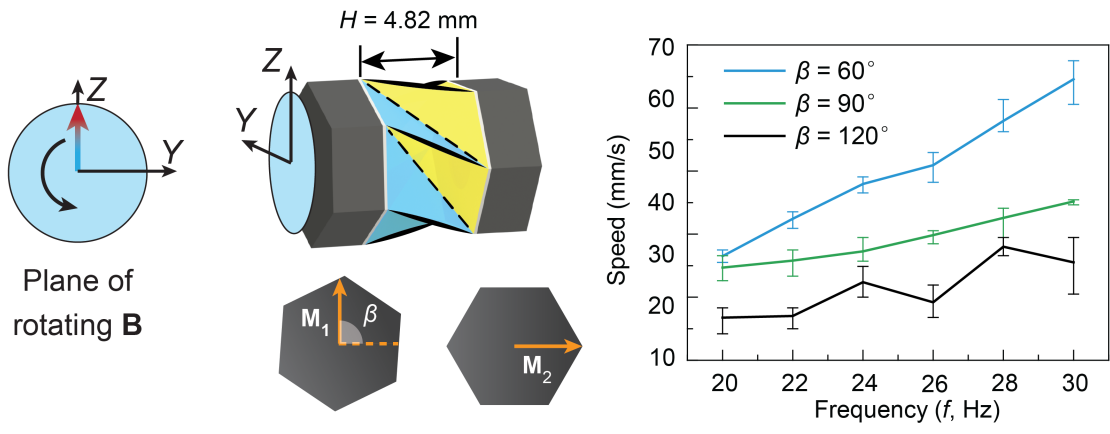 Z
Y
Plane of
rotating B
H = 4.82 mm
Z
Y
M1
β
M2
β = 60°
β = 90°
β = 120°
Speed (mm/s)
70
60
50
40
30
20
10
20 22 24 26 28 30
Frequency (f, Hz)